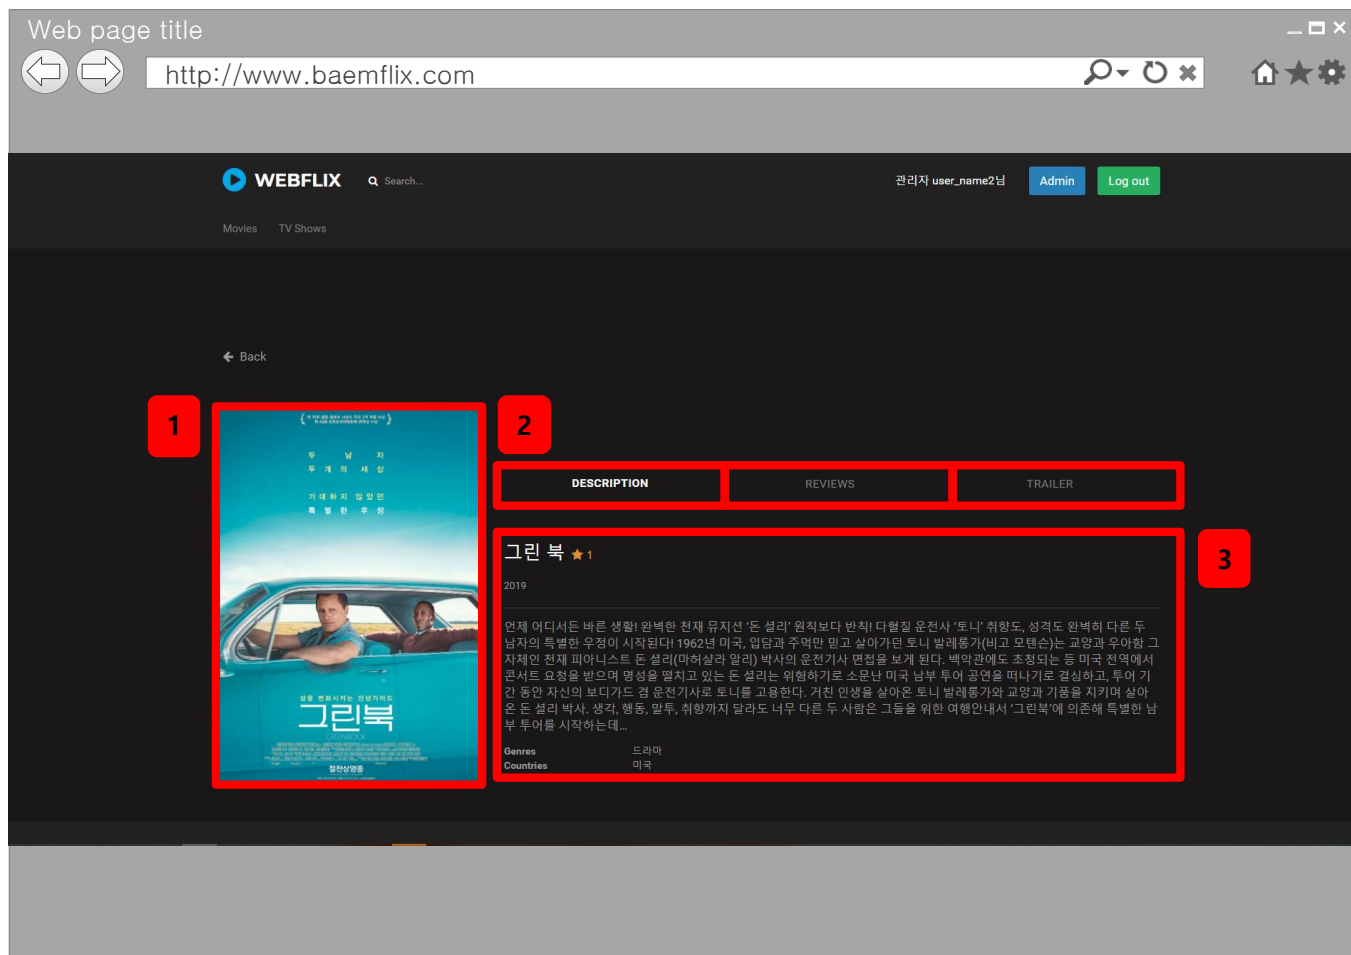 Web page title
http://www.baemflix.com
WEBFLIX
Search...
관리자 user_name2님
Admin
Log out
Movies
TV Shows
Back
1
두 남 자
두 개 의 세 상
기 대 하 지 않 았 던
특 별 한 우 정
삶을 변화시키는 인생가이드
그린북
GREEN BOOK
절찬상영중
2
DESCRIPTION
REVIEWS
TRAILER
3
그린 북 ★ 1
2019
언제 어디서든 바른 생활! 완벽한 천재 뮤지션 ‘돈 셜리’ 원칙보다 반칙! 다혈질 운전사 ‘토니’ 취향도, 성격도 완벽히 다른 두
남자의 특별한 우정이 시작된다! 1962년 미국, 입담과 주먹만 믿고 살아가던 토니 발레롱가(비고 모텐슨)는 교양과 우아함 그
자체인 천재 피아니스트 돈 셜리(마허샬라 알리) 박사의 운전기사 면접을 보게 된다. 백악관에도 초청되는 등 미국 전역에서
콘서트 요청을 받으며 명성을 떨치고 있는 돈 셜리는 위험하기로 소문난 미국 남부 투어 공연을 떠나기로 결심하고, 투어 기
간 동안 자신의 보디가드 겸 운전기사로 토니를 고용한다. 거친 인생을 살아온 토니 발레롱가와 교양과 기품을 지키며 살아
온 돈 셜리 박사. 생각, 행동, 말투, 취향까지 달라도 너무 다른 두 사람은 그들을 위한 여행안내서 ‘그린북’에 의존해 특별한 남
부 투어를 시작하는데…
Genres 드라마
Countries 미국